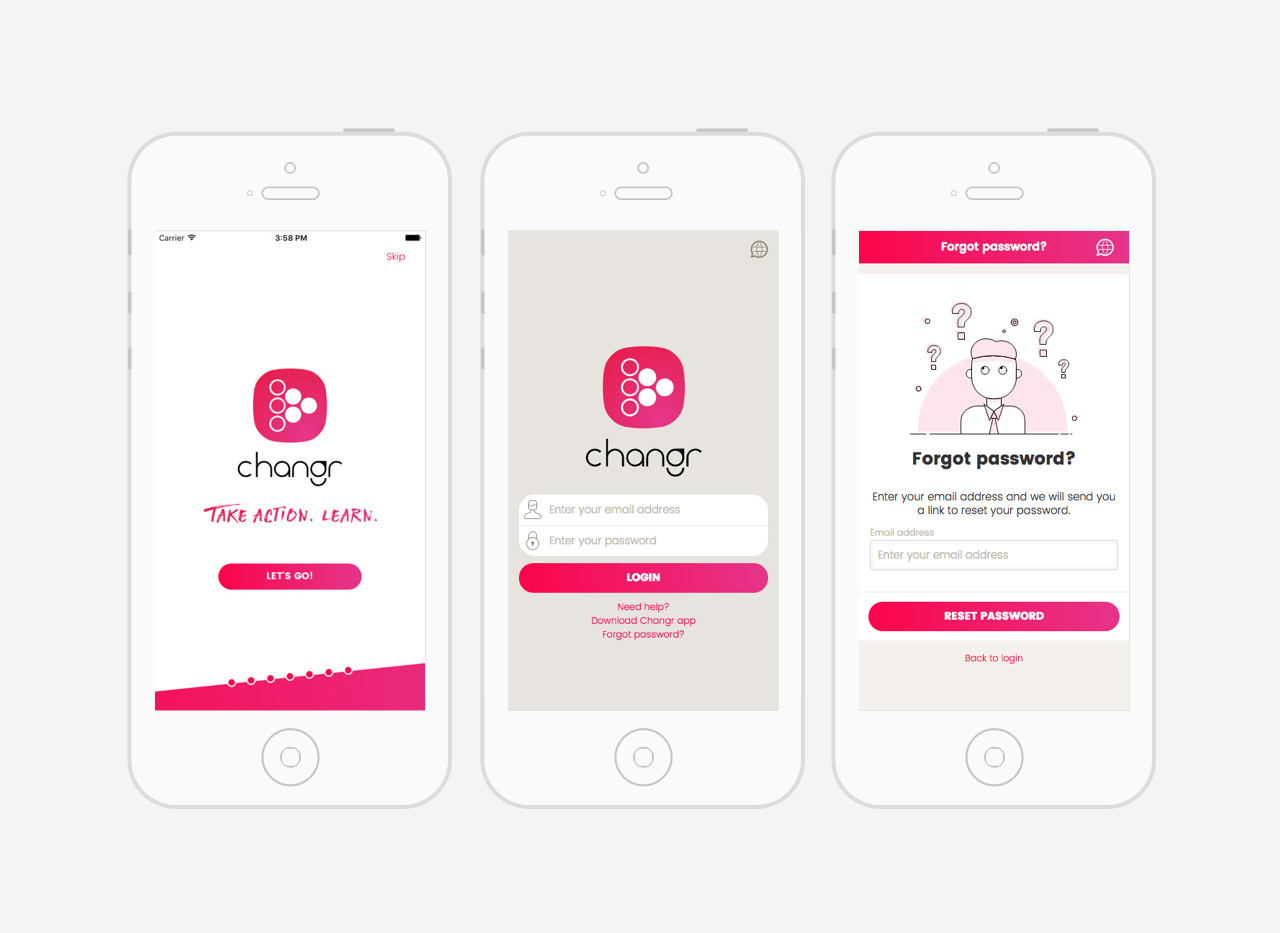 Carrier
3:58 PM
Skip
changr
TAKE ACTION. LEARN.
LET'S GO!
changr
Enter your email address
Enter your password
LOGIN
Need help?
Download Changr app
Forgot password?
Forgot password?
? ? ? ? ?
Forgot password?
Enter your email address and we will send you
a link to reset your password.
Email address
Enter your email address
RESET PASSWORD
Back to login